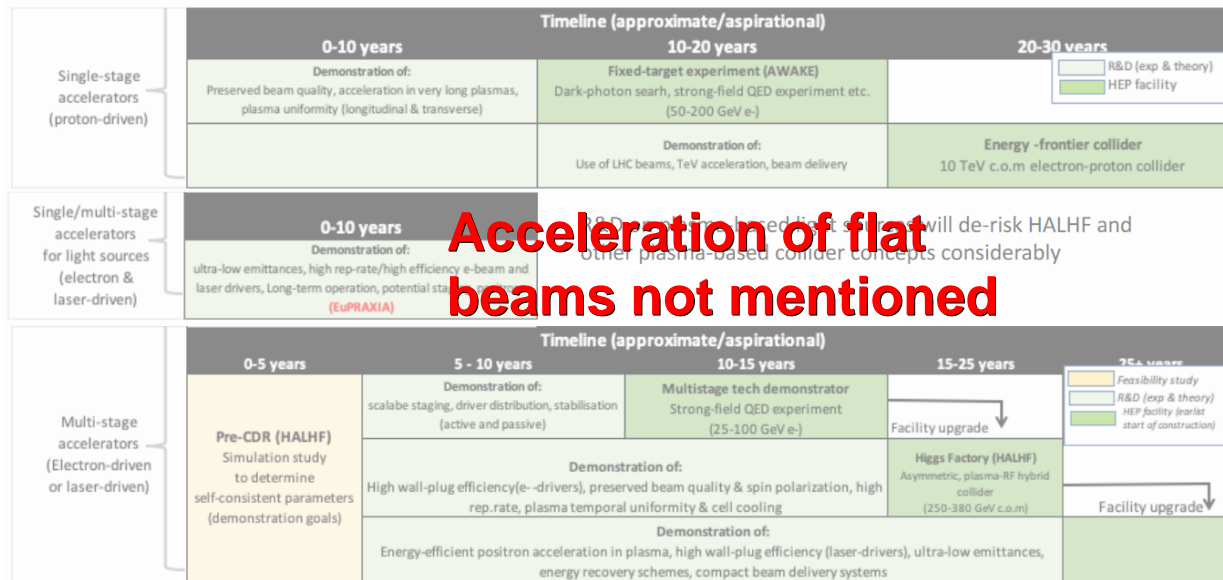 Timeline (approximate/aspirational)
0-10 years
10-20 years
20-30 years
R&D (exp & theory)
HEP facility
Single-stage
accelerators
(proton-driven)
Demonstration of:
Preserved beam quality, acceleration in very long plasmas,
plasma uniformity (longitudinal & transverse)
Fixed-target experiment (AWAKE)
Dark-photon searh, strong-field QED experiment etc.
(50-200 GeV e-)
Demonstration of:
Use of LHC beams, TeV acceleration, beam delivery
Energy -frontier collider
10 TeV c.o.m electron-proton collider
Single/multi-stage
accelerators
for light sources
(electron &
laser-driven)
0-10 years
Demonstration of:
ultra-low emittances, high rep-rate/high efficiency e-beam and
laser drivers, Long-term operation, potential
(EuPRAXIA)
R&D on plasma-based light sources will de-risk HALHF and
other plasma-based collider concepts considerably
Acceleration of flat
beams not mentioned
Timeline (approximate/aspirational)
0-5 years
5 - 10 years
10-15 years
15-25 years
25+ years
Feasibility study
R&D (exp & theory)
HEP facility (earlist
start of construction)
Multi-stage
accelerators
(Electron-driven
or laser-driven)
Pre-CDR (HALHF)
Simulation study
to determine
self-consistent parameters
(demonstration goals)
Demonstration of:
scalabe staging, driver distribution, stabilisation
(active and passive)
Multistage tech demonstrator
Strong-field QED experiment
(25-100 GeV e-)
Facility upgrade
Demonstration of:
High wall-plug efficiency(e- -drivers), preserved beam quality & spin polarization, high
rep.rate, plasma temporal uniformity & cell cooling
Higgs Factory (HALHF)
Asymmetric, plasma-RF hybrid
collider
(250-380 GeV c.o.m)
Facility upgrade
Demonstration of:
Energy-efficient positron acceleration in plasma, high wall-plug efficiency (laser-drivers), ultra-low emittances,
energy recovery schemes, compact beam delivery systems